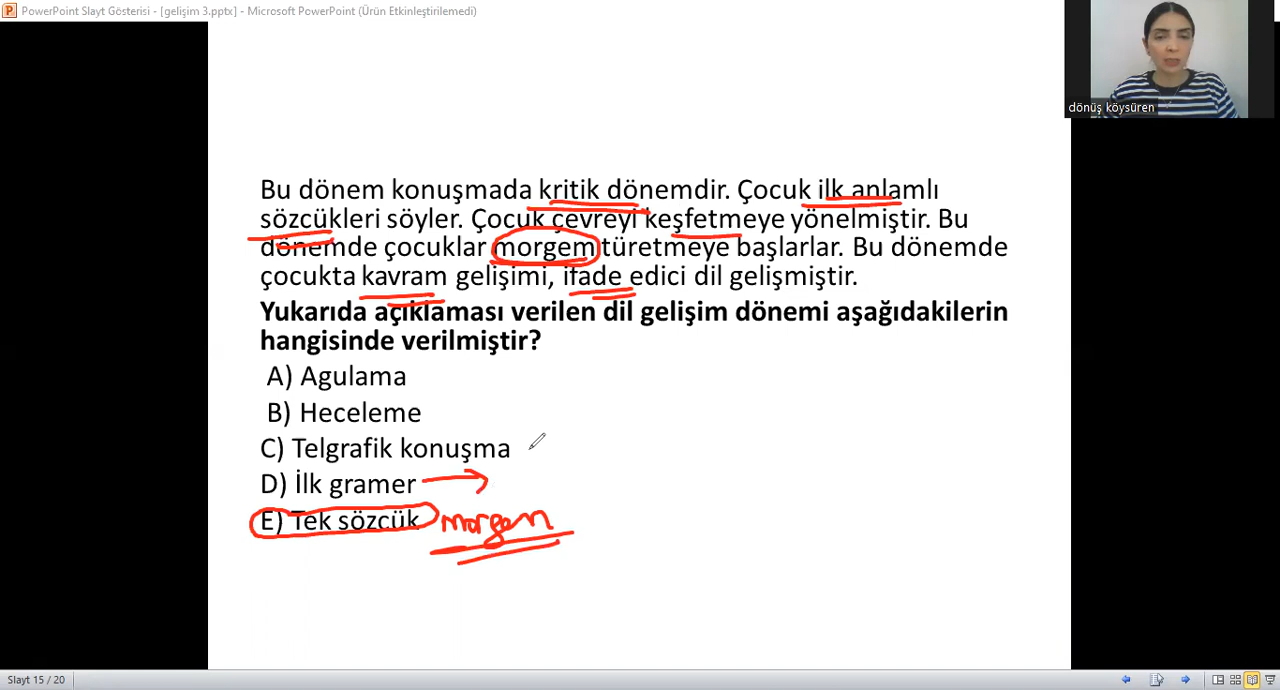 PowerPoint Slayt Gösterisi - [gelişim 3.pptx] - Microsoft PowerPoint (Ürün Etkinleştirilemedi)
dönüş köysüren
Bu dönem konuşmada kritik dönemdir. Çocuk ilk anlamlı
sözcükleri söyler. Çocuk çevreyi keşfetmeye yönelmiştir. Bu
dönemde çocuklar morgem türetmeye başlarlar. Bu dönemde
çocukta kavram gelişimi, ifade edici dil gelişmiştir.
Yukarıda açıklaması verilen dil gelişim dönemi aşağıdakilerin
hangisinde verilmiştir?
A) Agulama
B) Heceleme
C) Telgrafik konuşma
D) İlk gramer
E) Tek sözcük morgem
Slayt 15 / 20